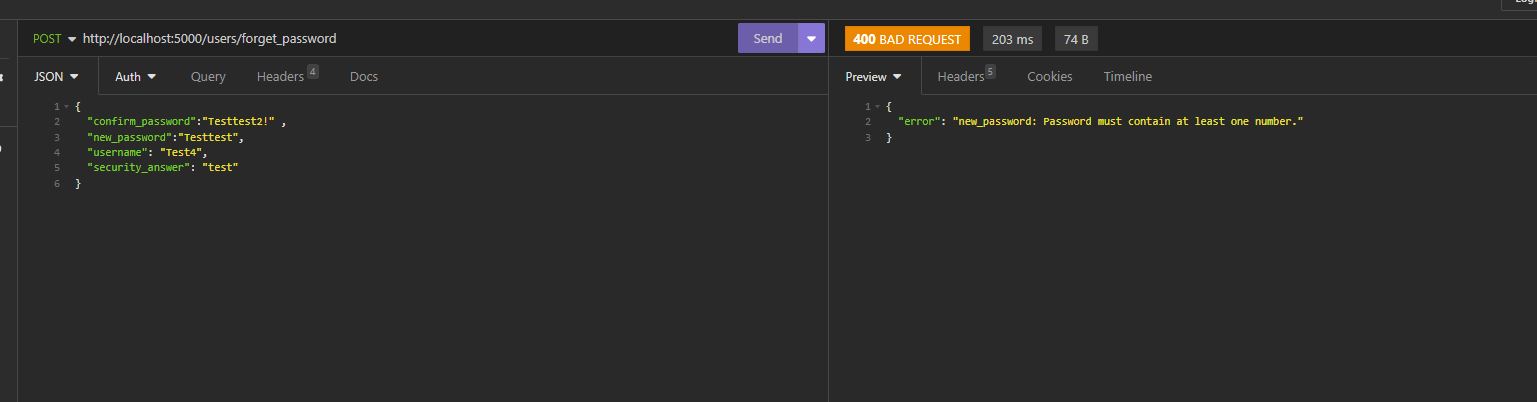 POST http://localhost:5000/users/forget_password Send
JSON Auth Query Headers 4 Docs
1 {
2 "confirm_password":"Testtest2!" ,
3 "new_password":"Testtest",
4 "username": "Test4",
5 "security_answer": "test"
6 }
400 BAD REQUEST 203 ms 74 B
Preview Headers 5 Cookies Timeline
1 {
2 "error": "new_password: Password must contain at least one number."
3 }